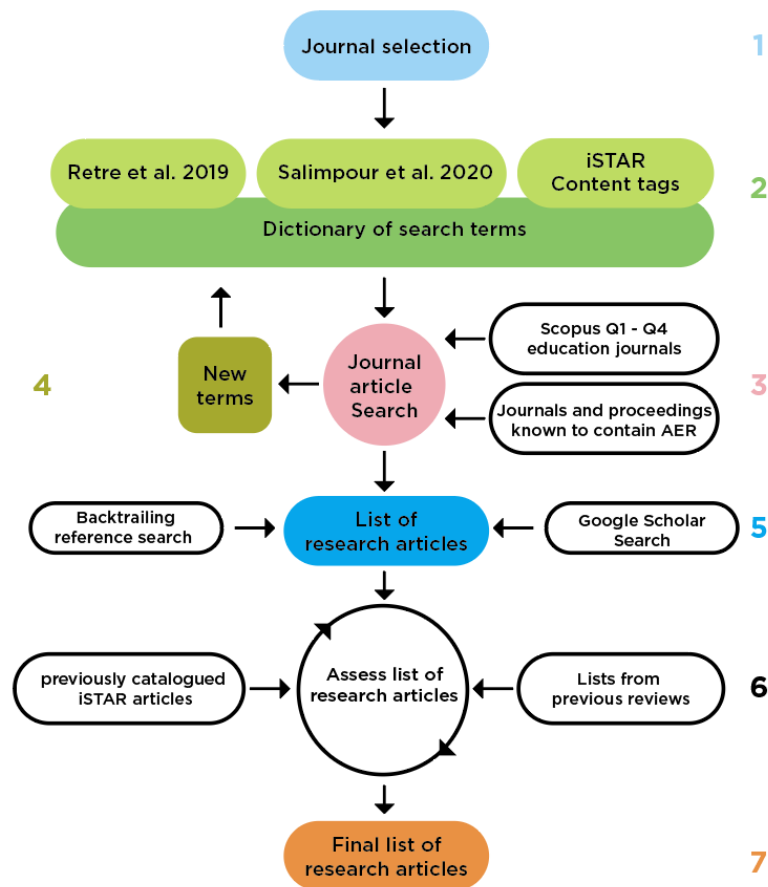 Journal selection
1
Retre et al. 2019
Salimpour et al. 2020
iSTAR
Content tags
2
Dictionary of search terms
Scopus Q1 - Q4
education journals
4
New
terms
Journal
article
Search
3
Journals and proceedings
known to contain AER
Backtrailing
reference search
List of
research articles
Google Scholar
Search
5
previously catalogued
iSTAR articles
Assess list of
research articles
Lists from
previous reviews
6
Final list of
research articles
7